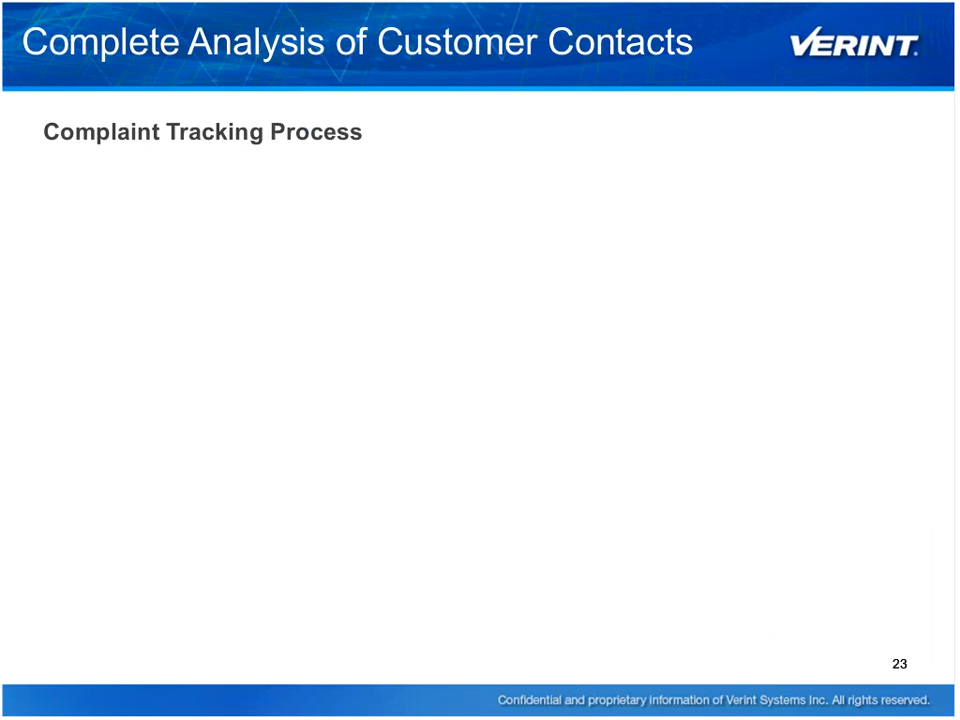 Complete Analysis of Customer Contacts
VERINT.
Complaint Tracking Process
23
Confidential and proprietary information of Verint Systems Inc. All rights reserved.